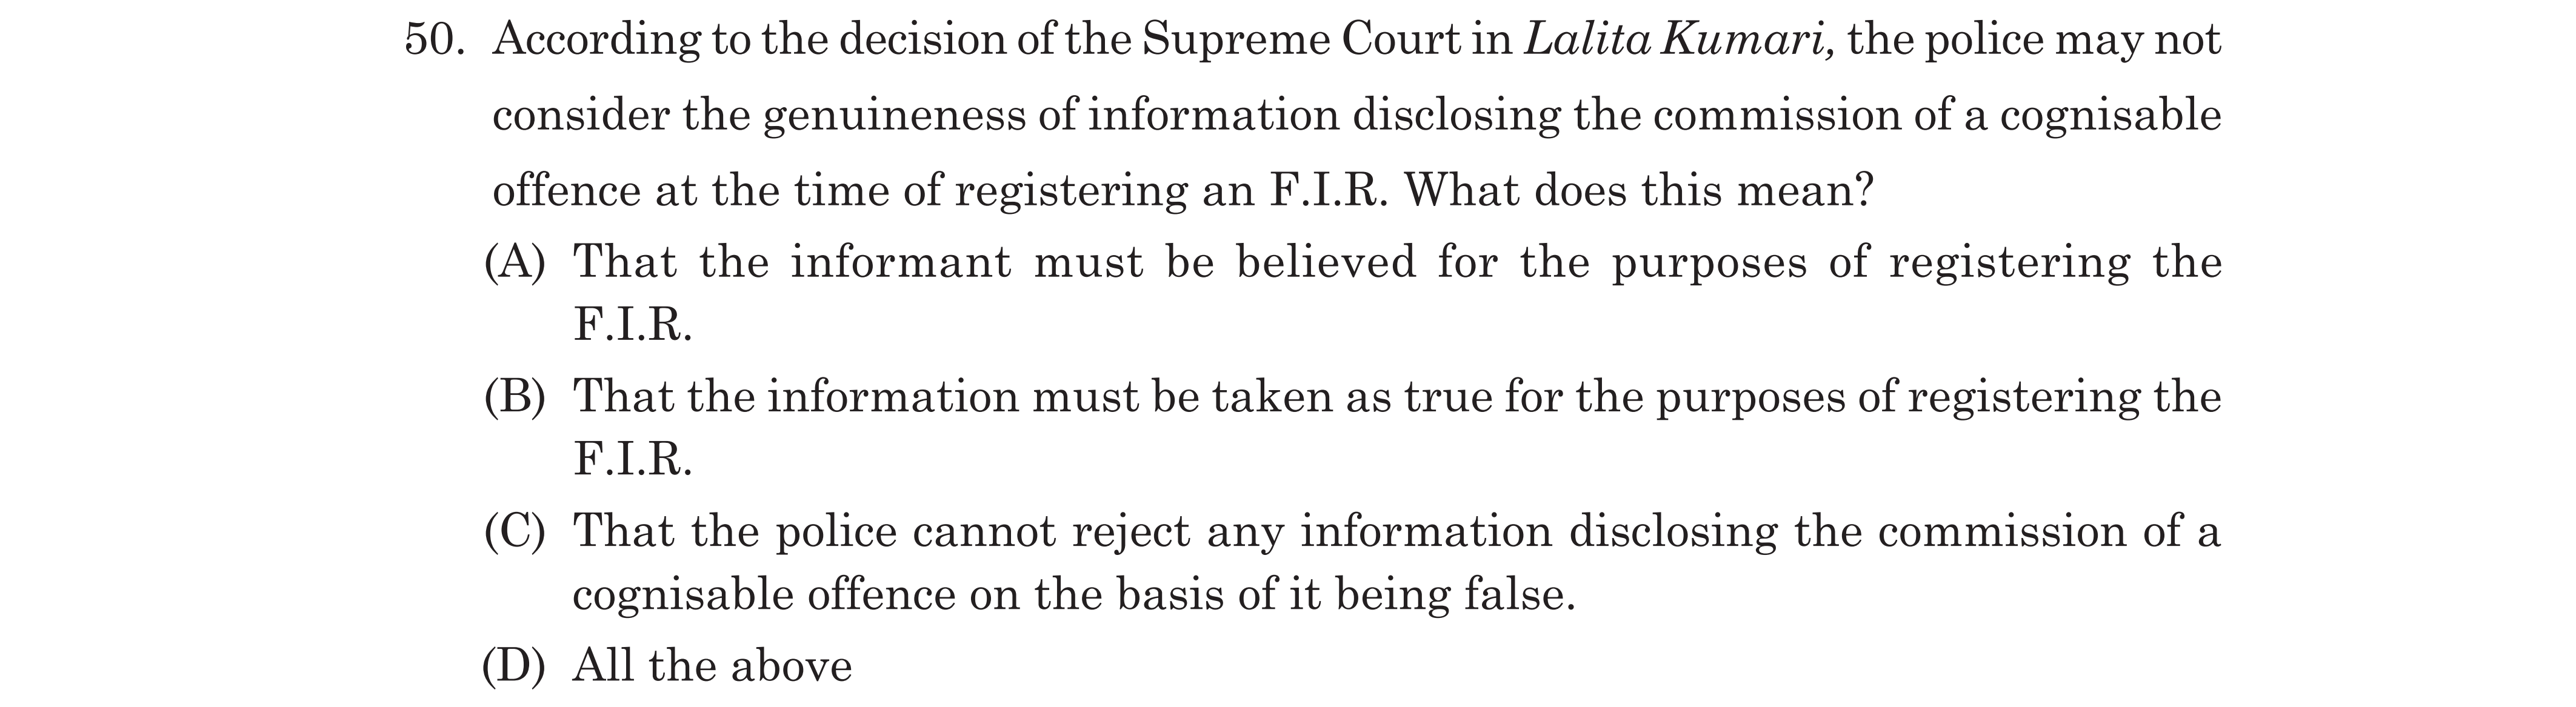 50. According to the decision of the Supreme Court in Lalita Kumari, the police may not
consider the genuineness of information disclosing the commission of a cognisable
offence at the time of registering an F.I.R. What does this mean?
(A) That the informant must be believed for the purposes of registering the
F.I.R.
(B) That the information must be taken as true for the purposes of registering the
F.I.R.
(C) That the police cannot reject any information disclosing the commission of a
cognisable offence on the basis of it being false.
(D) All the above